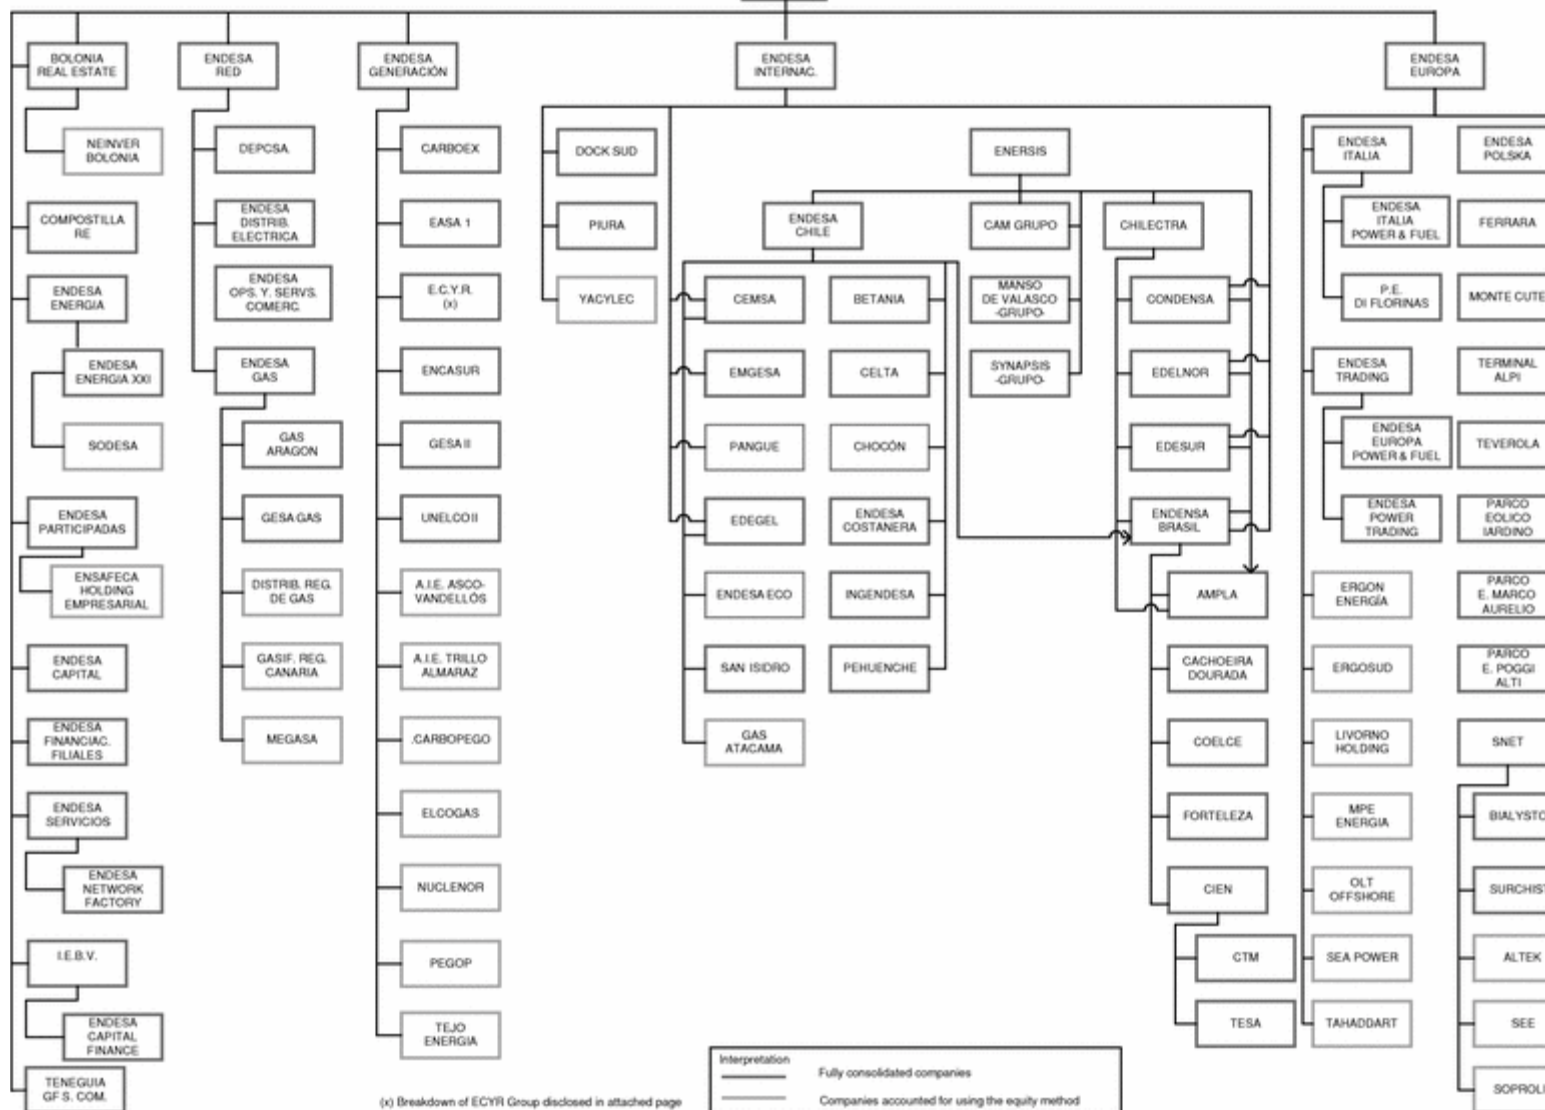 BOLONIA
REAL ESTATE
NEINVER
BOLONIA
COMPOSTILLA
RE
ENDESA
ENERGIA
ENDESA
ENERGIA XXI
SODESA
ENDESA
PARTICIPADAS
ENSAFECA
HOLDING
EMPRESARIAL
ENDESA
CAPITAL
ENDESA
FINANCIAC.
FILIALES
ENDESA
SERVICIOS
ENDESA
NETWORK
FACTORY
I.E.B.V.
ENDESA
CAPITAL
FINANCE
TENEGUIA
GF S. COM.
ENDESA
RED
DEPCSA
ENDESA
DISTRIB.
ELECTRICA
ENDESA
OPS. Y. SERVS.
COMERC.
ENDESA
GAS
GAS
ARAGON
GESA GAS
DISTRIB. REG.
DE GAS
GASIF. REG.
CANARIA
MEGASA
ENDESA
GENERACIÓN
CARBOEX
EASA 1
E.C.Y.R.
(x)
ENCASUR
GESA II
UNELCO II
A.I.E. ASCO-
VANDELLÓS
A.I.E. TRILLO
ALMARAZ
.CARBOPEGO
ELCOGAS
NUCLENOR
PEGOP
TEJO
ENERGIA
ENDESA
INTERNAC.
DOCK SUD
PIURA
YACYLEC
ENERSIS
ENDESA
CHILE
CEMSA
EMGESA
PANGUE
EDEGEL
ENDESA ECO
SAN ISIDRO
GAS
ATACAMA
BETANIA
CELTA
CHOCÓN
ENDESA
COSTANERA
INGENDESA
PEHUENCHE
CAM GRUPO
MANSO
DE VALASCO
-GRUPO-
SYNAPSIS
-GRUPO-
CHILECTRA
CONDENSA
EDELNOR
EDESUR
ENDENSA
BRASIL
AMPLA
CACHOEIRA
DOURADA
COELCE
FORTELEZA
CIEN
CTM
TESA
ENDESA
EUROPA
ENDESA
ITALIA
ENDESA
ITALIA
POWER & FUEL
P.E.
DI FLORINAS
ENDESA
TRADING
ENDESA
EUROPA
POWER & FUEL
ENDESA
POWER
TRADING
ERGON
ENERGÍA
ERGOSUD
LIVORNO
HOLDING
MPE
ENERGIA
OLT
OFFSHORE
SEA POWER
TAHADDART
ENDESA
POLSKA
FERRARA
MONTE CUTE
TERMINAL
ALPI
TEVEROLA
PARCO
EOLICO
IARDINO
PARCO
E. MARCO
AURELIO
PARCO
E. POGGI
ALTI
SNET
BIALYSTO
SURCHIST
ALTEK
SEE
SOPROLI
(x) Breakdown of ECYR Group disclosed in attached page
Interpretation
Fully consolidated companies
Companies accounted for using the equity method